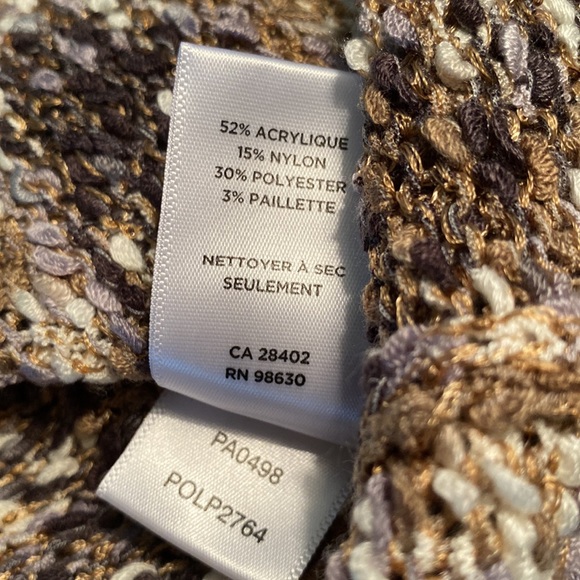 52% ACRYLIQUE
15% NYLON
30% POLYESTER
3% PAILLETTE
NETTOYER À SEC
SEULEMENT
CA 28402
RN 98630
PA0498
POLP2764